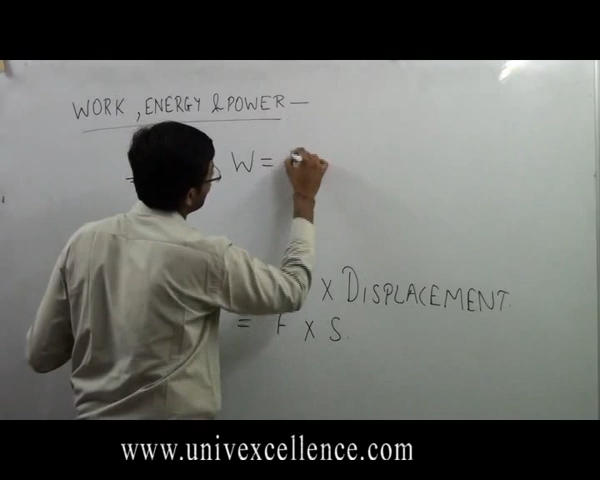 WORK, ENERGY & POWER —
W =
X DISPLACEMENT.
= F X S.
www.univexcellence.com